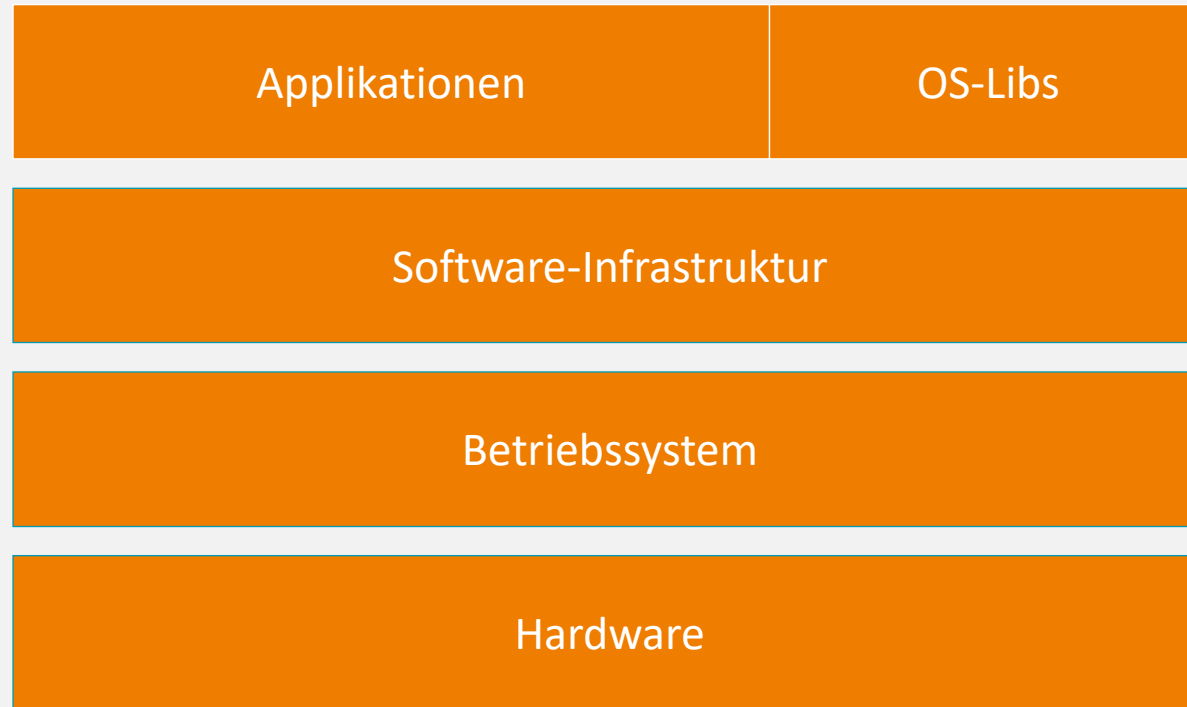 Applikationen
OS-Libs
Software-Infrastruktur
Betriebssystem
Hardware